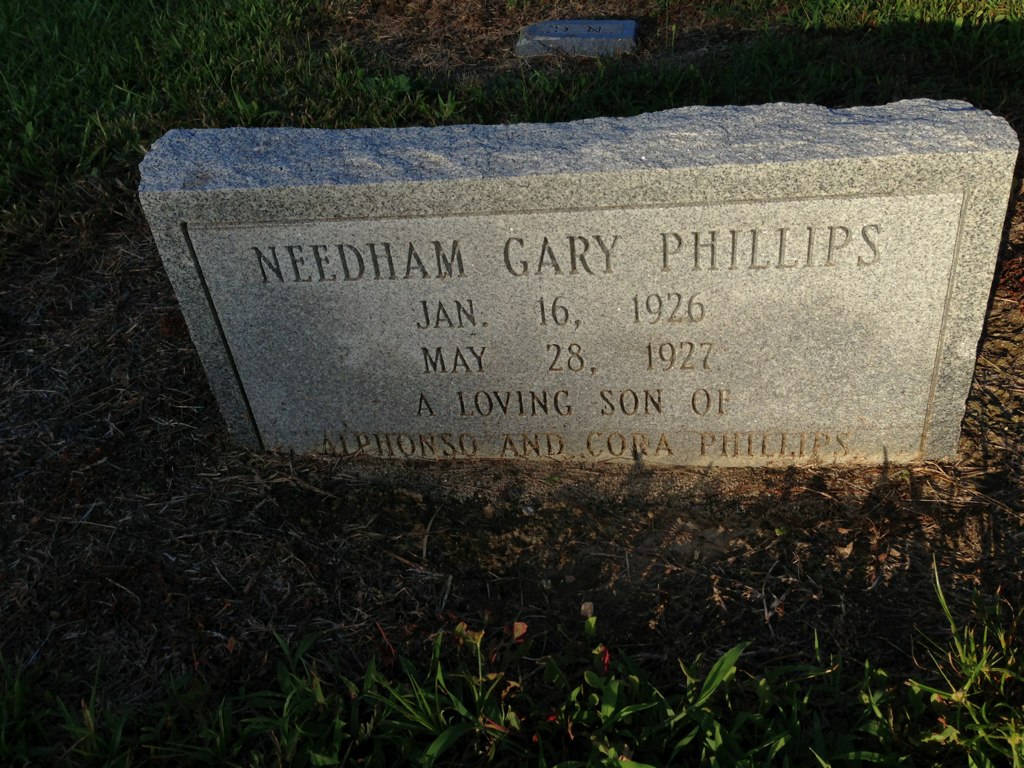 NEEDHAM GARY PHILLIPS
JAN. 16, 1926
MAY 28, 1927
A LOVING SON OF
ALPHONSO AND CORA PHILLIPS